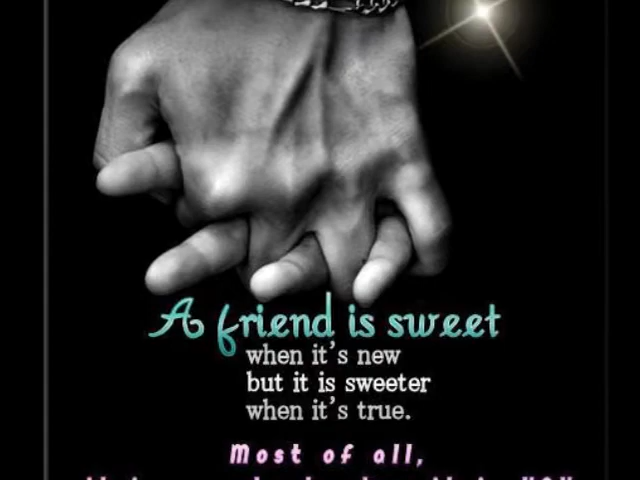 A friend is sweet
when it's new
but it is sweeter
when it's true.
Most of all,